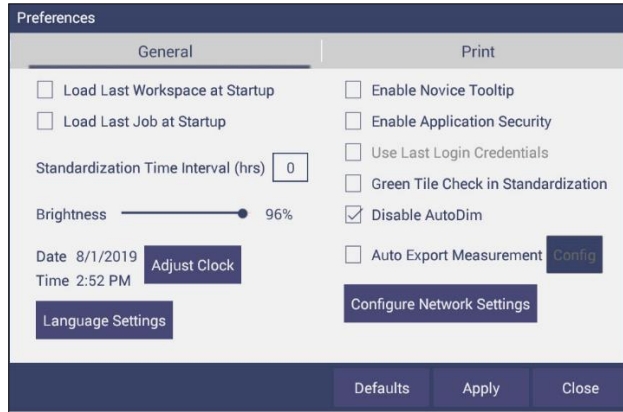 Preferences
General
Print
Load Last Workspace at Startup
Load Last Job at Startup
Standardization Time Interval (hrs) 0
Brightness 96%
Date 8/1/2019
Time 2:52 PM
Adjust Clock
Language Settings
Enable Novice Tooltip
Enable Application Security
Use Last Login Credentials
Green Tile Check in Standardization
Disable AutoDim
Auto Export Measurement Config
Configure Network Settings
Defaults Apply Close